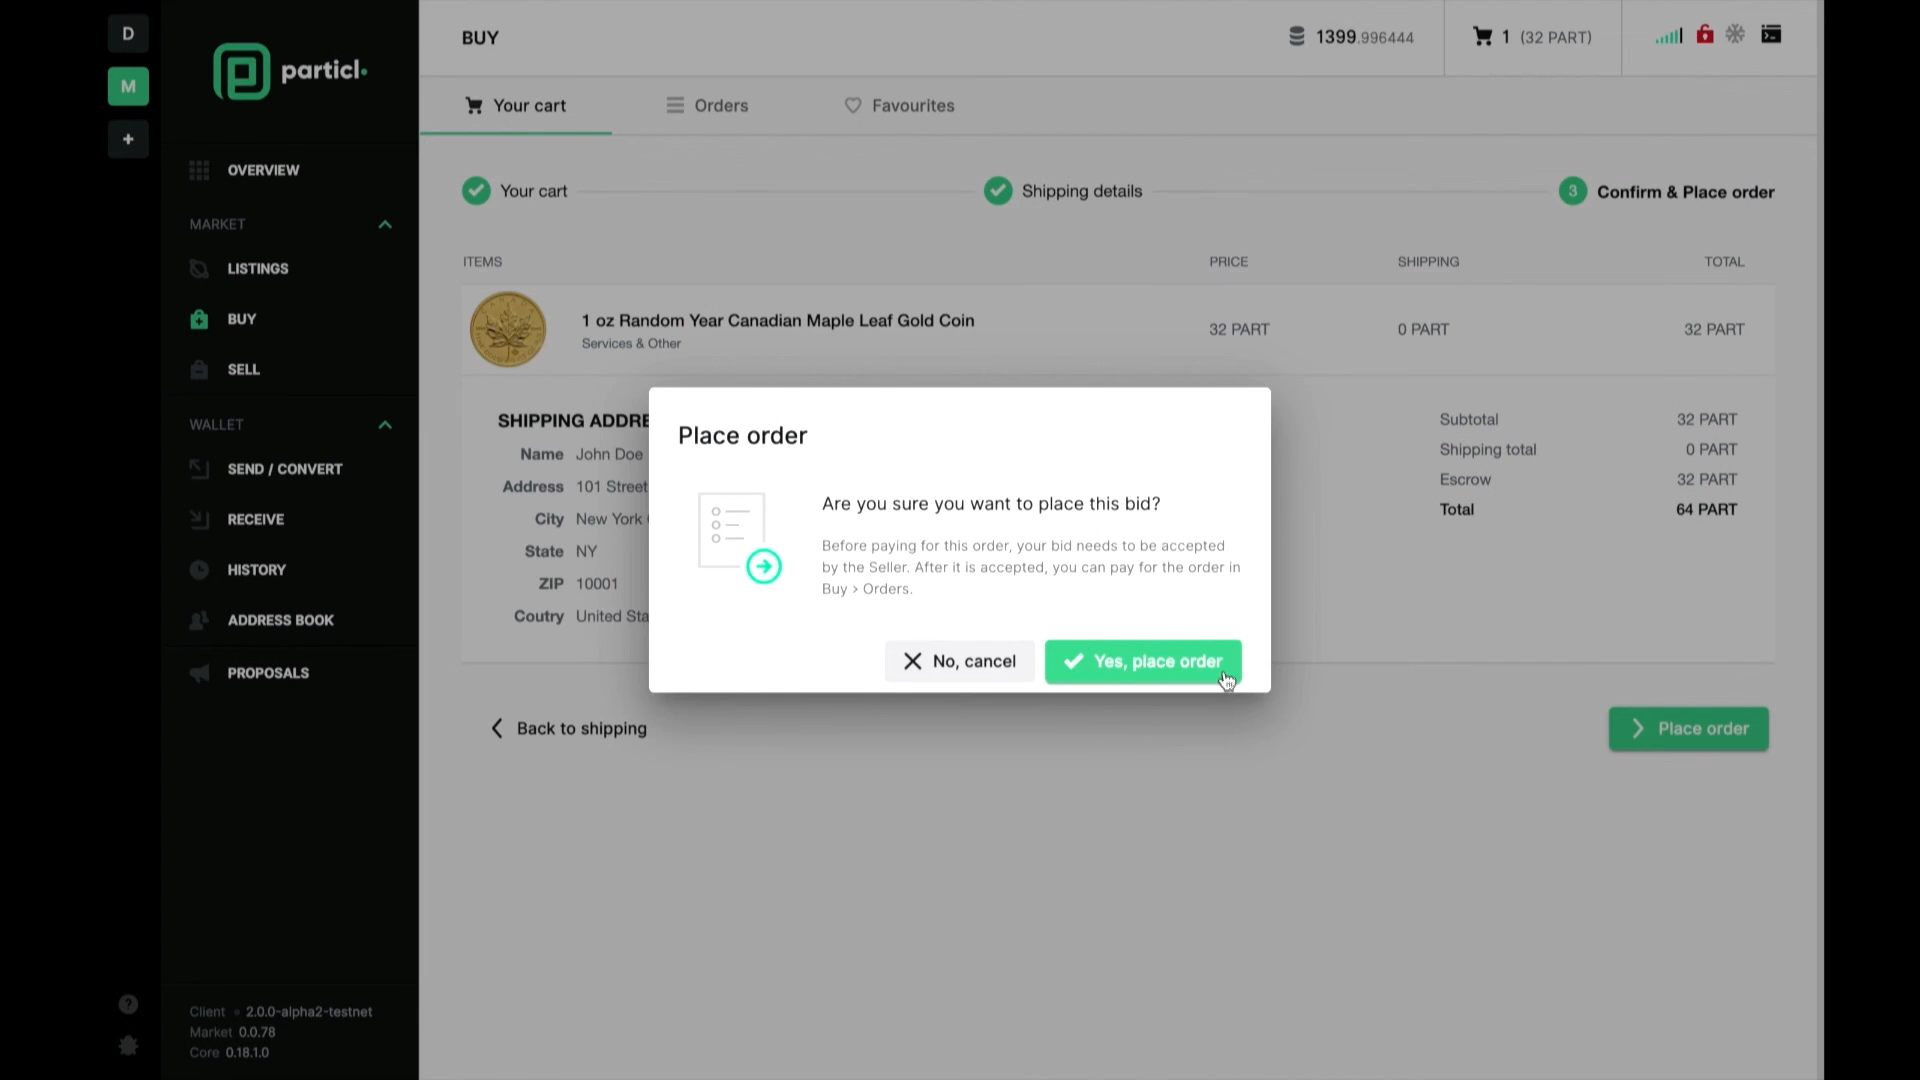 D
M
+
particl
OVERVIEW
MARKET
LISTINGS
BUY
SELL
WALLET
SEND / CONVERT
RECEIVE
HISTORY
ADDRESS BOOK
PROPOSALS
?
Client 2.0.0-alpha2-testnet
Market 0.0.78
Core 0.18.1.0
BUY
1399.996444
1 (32 PART)
Your cart
Orders
Favourites
Your cart
Shipping details
3 Confirm & Place order
ITEMS PRICE SHIPPING TOTAL
1 oz Random Year Canadian Maple Leaf Gold Coin
Services & Other
32 PART
0 PART
32 PART
SHIPPING ADDRE
Name John Doe
Address 101 Street
City New York
State NY
ZIP 10001
Coutry United Sta
Subtotal 32 PART
Shipping total 0 PART
Escrow 32 PART
Total 64 PART
Place order
Are you sure you want to place this bid?
Before paying for this order, your bid needs to be accepted
by the Seller. After it is accepted, you can pay for the order in
Buy > Orders.
No, cancel
Yes, place order
Back to shipping
Place order